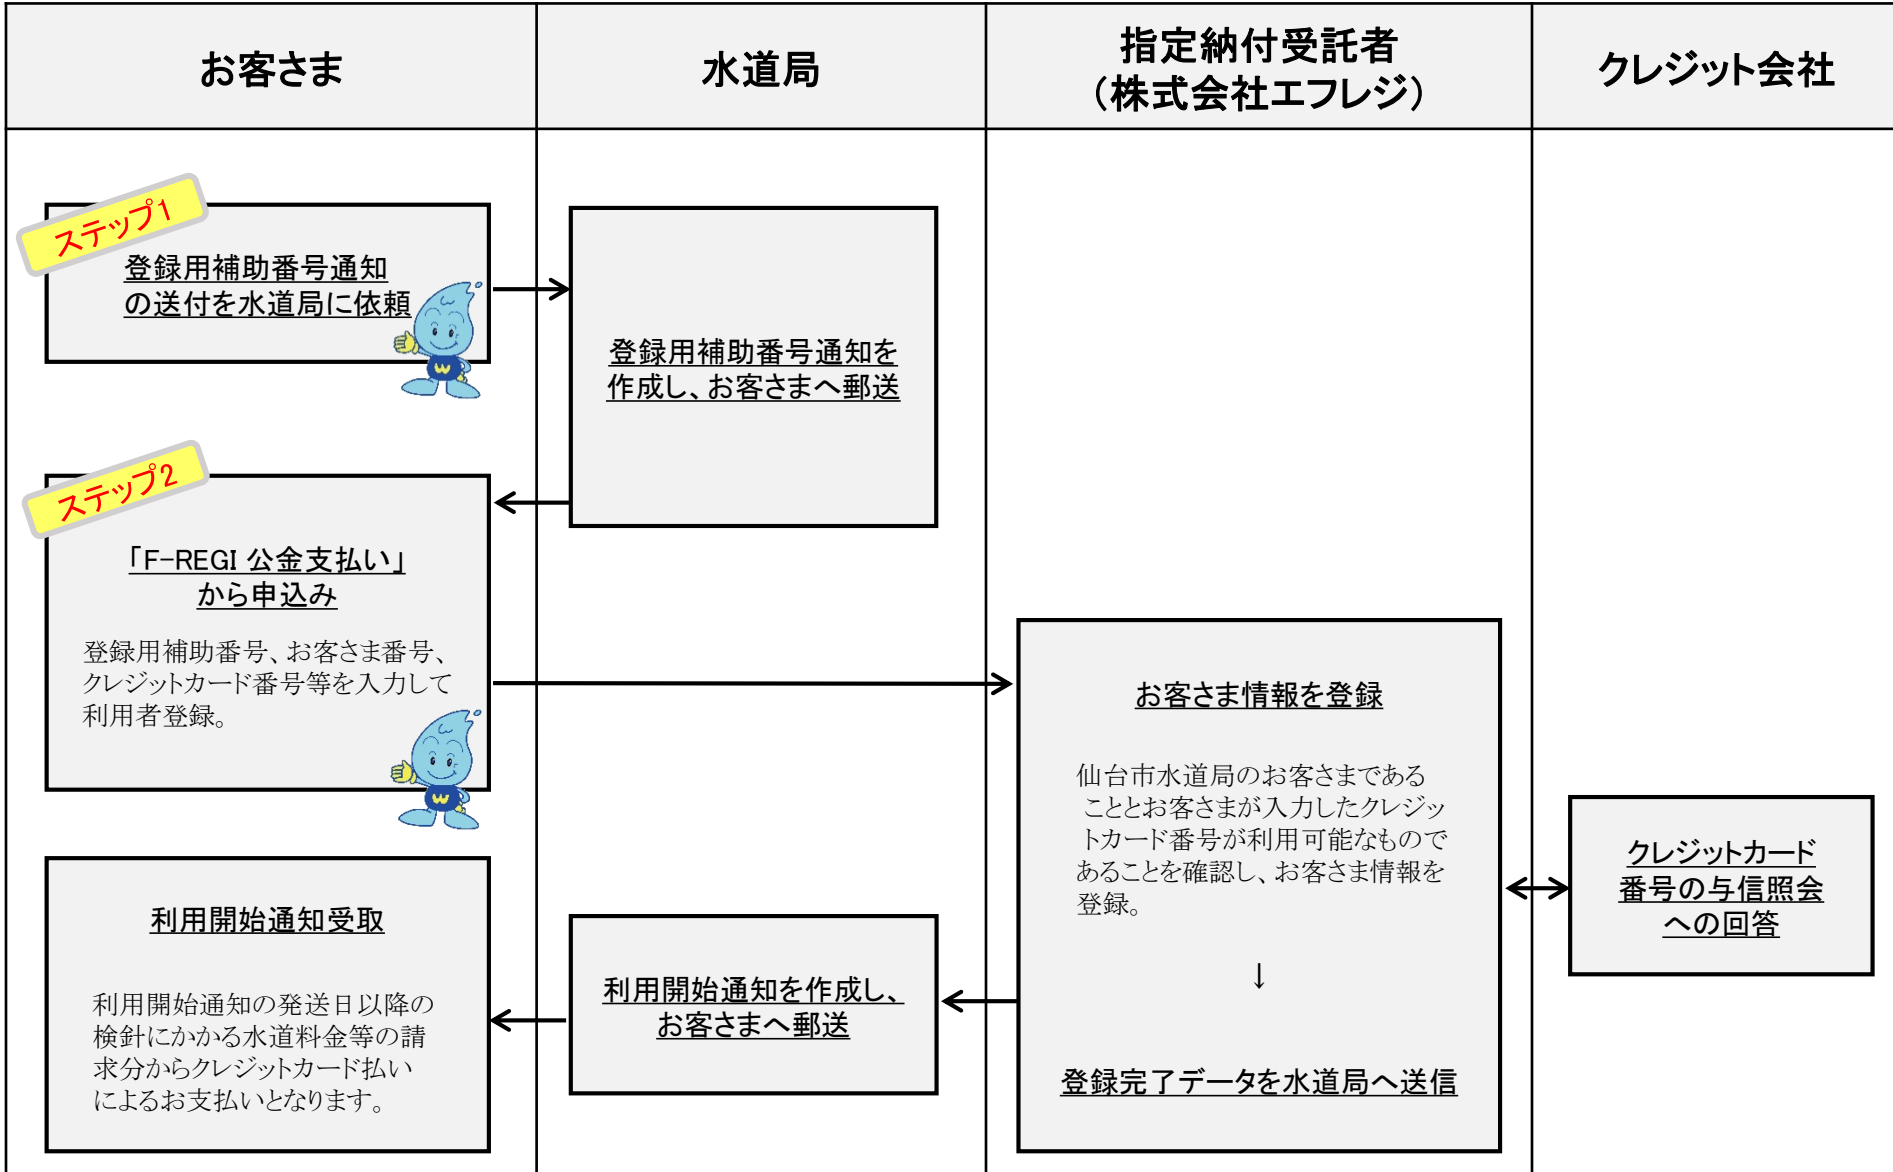 お客さま
水道局
指定納付受託者
（株式会社エフレジ）
クレジット会社
ステップ1
登録用補助番号通知
の送付を水道局に依頼
登録用補助番号通知を
作成し、お客さまへ郵送
ステップ2
「F-REGI 公金支払い」
から申込み
登録用補助番号、お客さま番号、
クレジットカード番号等を入力して
利用者登録。
お客さま情報を登録
仙台市水道局のお客さまである
こととお客さまが入力したクレジッ
トカード番号が利用可能なもので
あることを確認し、お客さま情報を
登録。
↓
登録完了データを水道局へ送信
クレジットカード
番号の与信照会
への回答
利用開始通知を作成し、
お客さまへ郵送
利用開始通知受取
利用開始通知の発送日以降の
検針にかかる水道料金等の請
求分からクレジットカード払い
によるお支払いとなります。
W
W